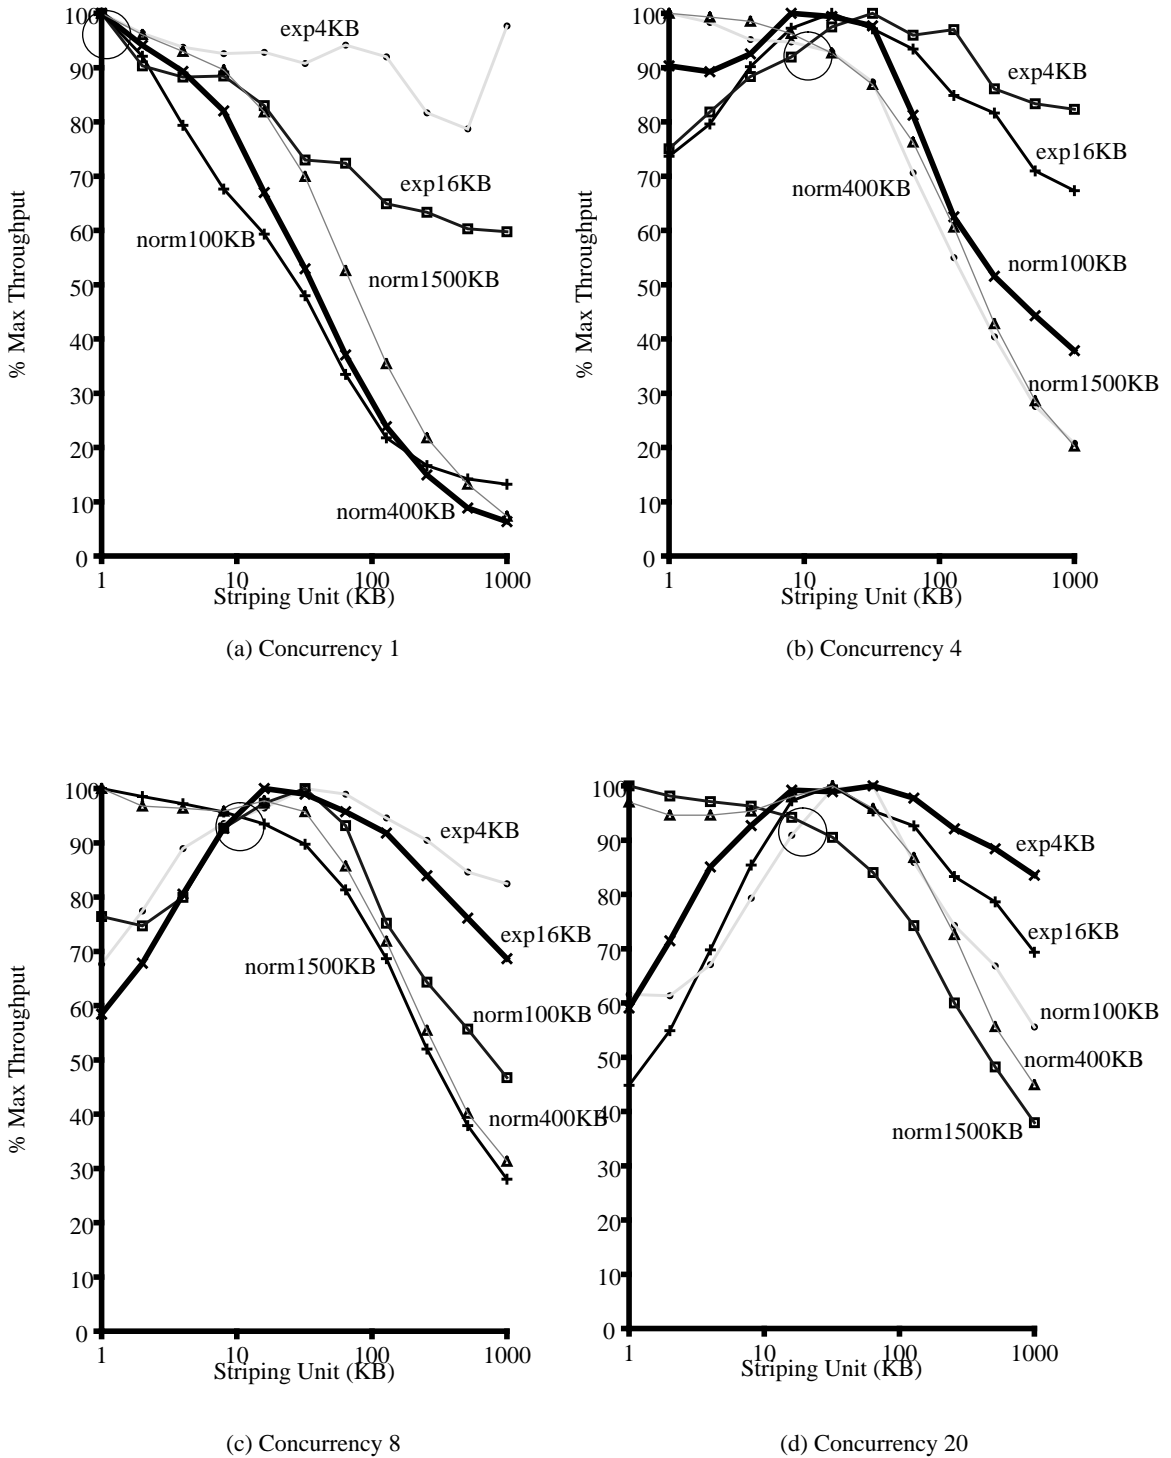 100
90
80
70
60
50
40
30
20
10
0
% Max Throughput
exp4KB
exp16KB
norm100KB
norm1500KB
norm400KB
1
10
100
1000
Striping Unit (KB)
(a) Concurrency 1
100
90
80
70
60
50
40
30
20
10
0
% Max Throughput
exp4KB
exp16KB
norm400KB
norm100KB
norm1500KB
1
10
100
1000
Striping Unit (KB)
(b) Concurrency 4
100
90
80
70
60
50
40
30
20
10
0
% Max Throughput
exp4KB
exp16KB
norm1500KB
norm100KB
norm400KB
1
10
100
1000
Striping Unit (KB)
(c) Concurrency 8
100
90
80
70
60
50
40
30
20
10
0
exp4KB
exp16KB
norm100KB
norm400KB
norm1500KB
1
10
100
1000
Striping Unit (KB)
(d) Concurrency 20